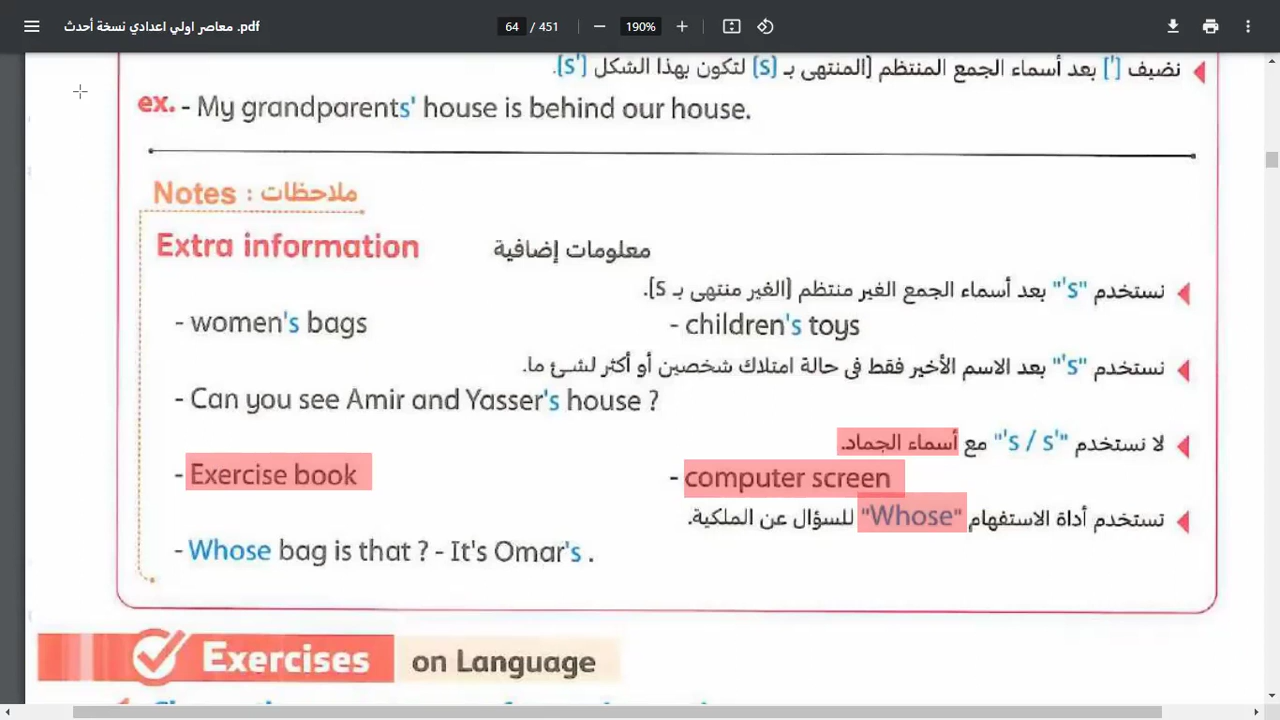 معاصر اولي اعدادي نسخة أحدث .pdf
64 / 451
190%
نضيف ['] بعد أسماء الجمع المنتظم [المنتهى بـ (s) لتكون بهذا الشكل (s')].
ex. - My grandparents' house is behind our house.
Notes : ملاحظات
Extra information معلومات إضافية
نستخدم "'s" بعد أسماء الجمع الغير منتظم [الغير منتهى بـ s].
- women's bags - children's toys
نستخدم "'s" بعد الاسم الأخير فقط فى حالة امتلاك شخصين أو أكثر لشىئ ما.
- Can you see Amir and Yasser's house ?
لا نستخدم "'s / s'" مع أسماء الجماد.
- Exercise book - computer screen
تستخدم أداة الاستفهام "Whose" للسؤال عن الملكية.
- Whose bag is that ? - It's Omar's .
Exercises on Language